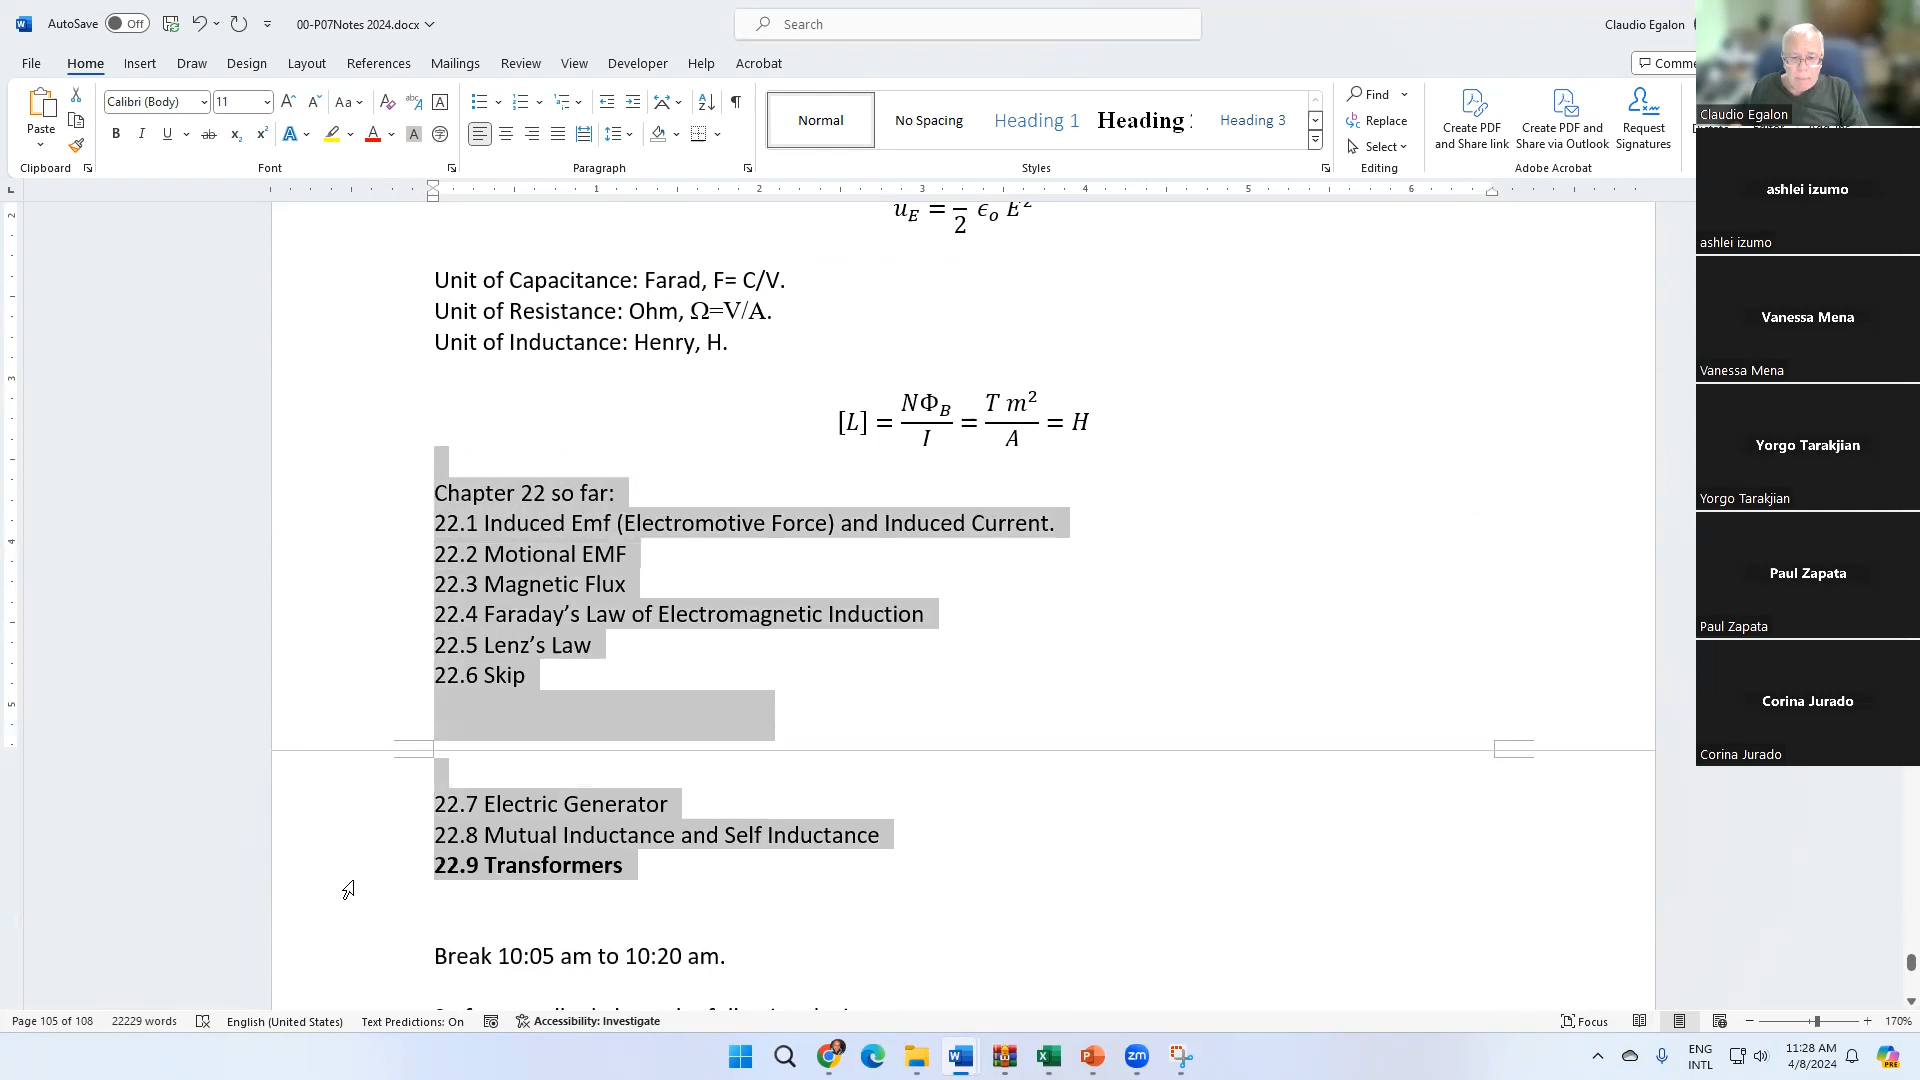 AutoSave Off 00-P07Notes 2024.docx Search Claudio Egalon
File Home Insert Draw Design Layout References Mailings Review View Developer Help Acrobat
Calibri (Body) 11
Paste
Clipboard Font Paragraph
Normal No Spacing Heading 1 Heading Heading 3
Styles
Find
Replace
Select
Editing
Create PDF and Share link
Create PDF and Share via Outlook
Request Signatures
Adobe Acrobat
u_E = — 2 ϵ_o E²
Unit of Capacitance: Farad, F= C/V.
Unit of Resistance: Ohm, Ω=V/A.
Unit of Inductance: Henry, H.
[L] = NΦ_B / I = T m² / A = H
Chapter 22 so far:
22.1 Induced Emf (Electromotive Force) and Induced Current.
22.2 Motional EMF
22.3 Magnetic Flux
22.4 Faraday’s Law of Electromagnetic Induction
22.5 Lenz’s Law
22.6 Skip
22.7 Electric Generator
22.8 Mutual Inductance and Self Inductance
22.9 Transformers
Break 10:05 am to 10:20 am.
Claudio Egalon
ashlei izumo
ashlei izumo
Vanessa Mena
Vanessa Mena
Yorgo Tarakjian
Yorgo Tarakjian
Paul Zapata
Paul Zapata
Corina Jurado
Corina Jurado
Page 105 of 108 22229 words English (United States) Text Predictions: On Accessibility: Investigate Focus 170%
ENG INTL 11:28 AM 4/8/2024